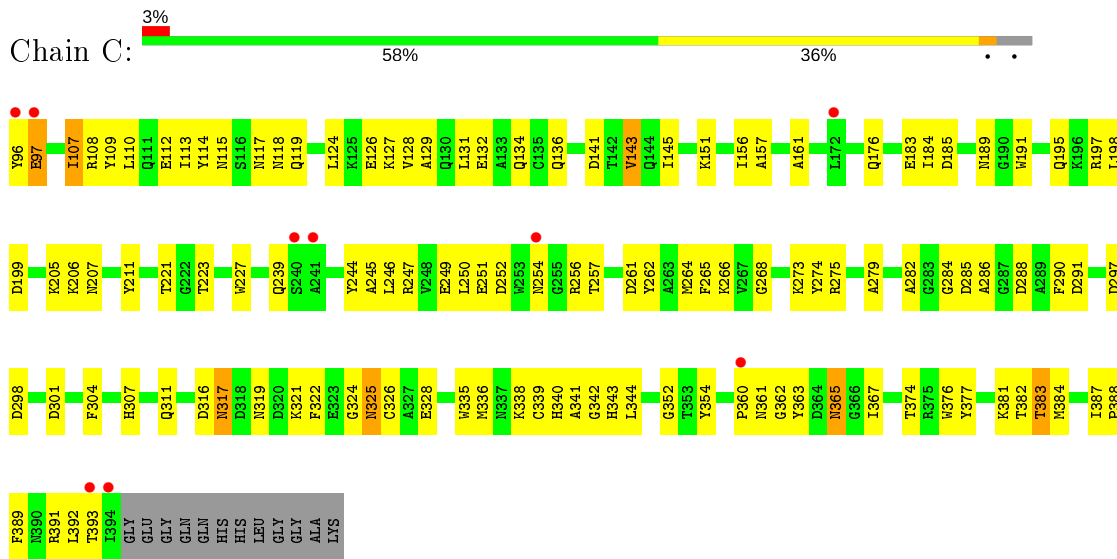 3%
Chain C:
58% 36% • •
Y96 E97 I107 R108 Y109 L110 Q111 E112 I113 Y114 N115 S116 N117 N118 Q119 L124 K125 E126 K127 V128 A129 Q130 L131 E132 A133 Q134 C135 Q136 D141 T142 V143 Q144 I145 K151 I156 A157 A161 L172 Q176 E183 I184 D185 N189 G190 W191 Q195 K196 R197 L198
D199 K205 K206 N207 Y211 T221 G222 T223 W227 Q239 S240 A241 Y244 A245 L246 R247 V248 E249 L250 E251 D252 W253 N254 G255 R256 T257 D261 Y262 A263 M264 F265 K266 V267 G268 K273 Y274 R275 A279 A282 G283 G284 D285 A286 G287 D288 A289 F290 D291 D297
D298 D301 F304 H307 Q311 D316 N317 D318 N319 D320 K321 F322 E323 G324 N325 C326 A327 E328 W335 M336 N337 K338 C339 H340 A341 G342 H343 L344 G352 T353 Y354 P360 N361 G362 Y363 D364 N365 G366 I367 T374 R375 W376 Y377 K381 T382 T383 M384 I387 P388
F389 N390 R391 L392 T393 I394 GLY GLU GLY GLN GLN HIS HIS LEU GLY GLY ALA LYS